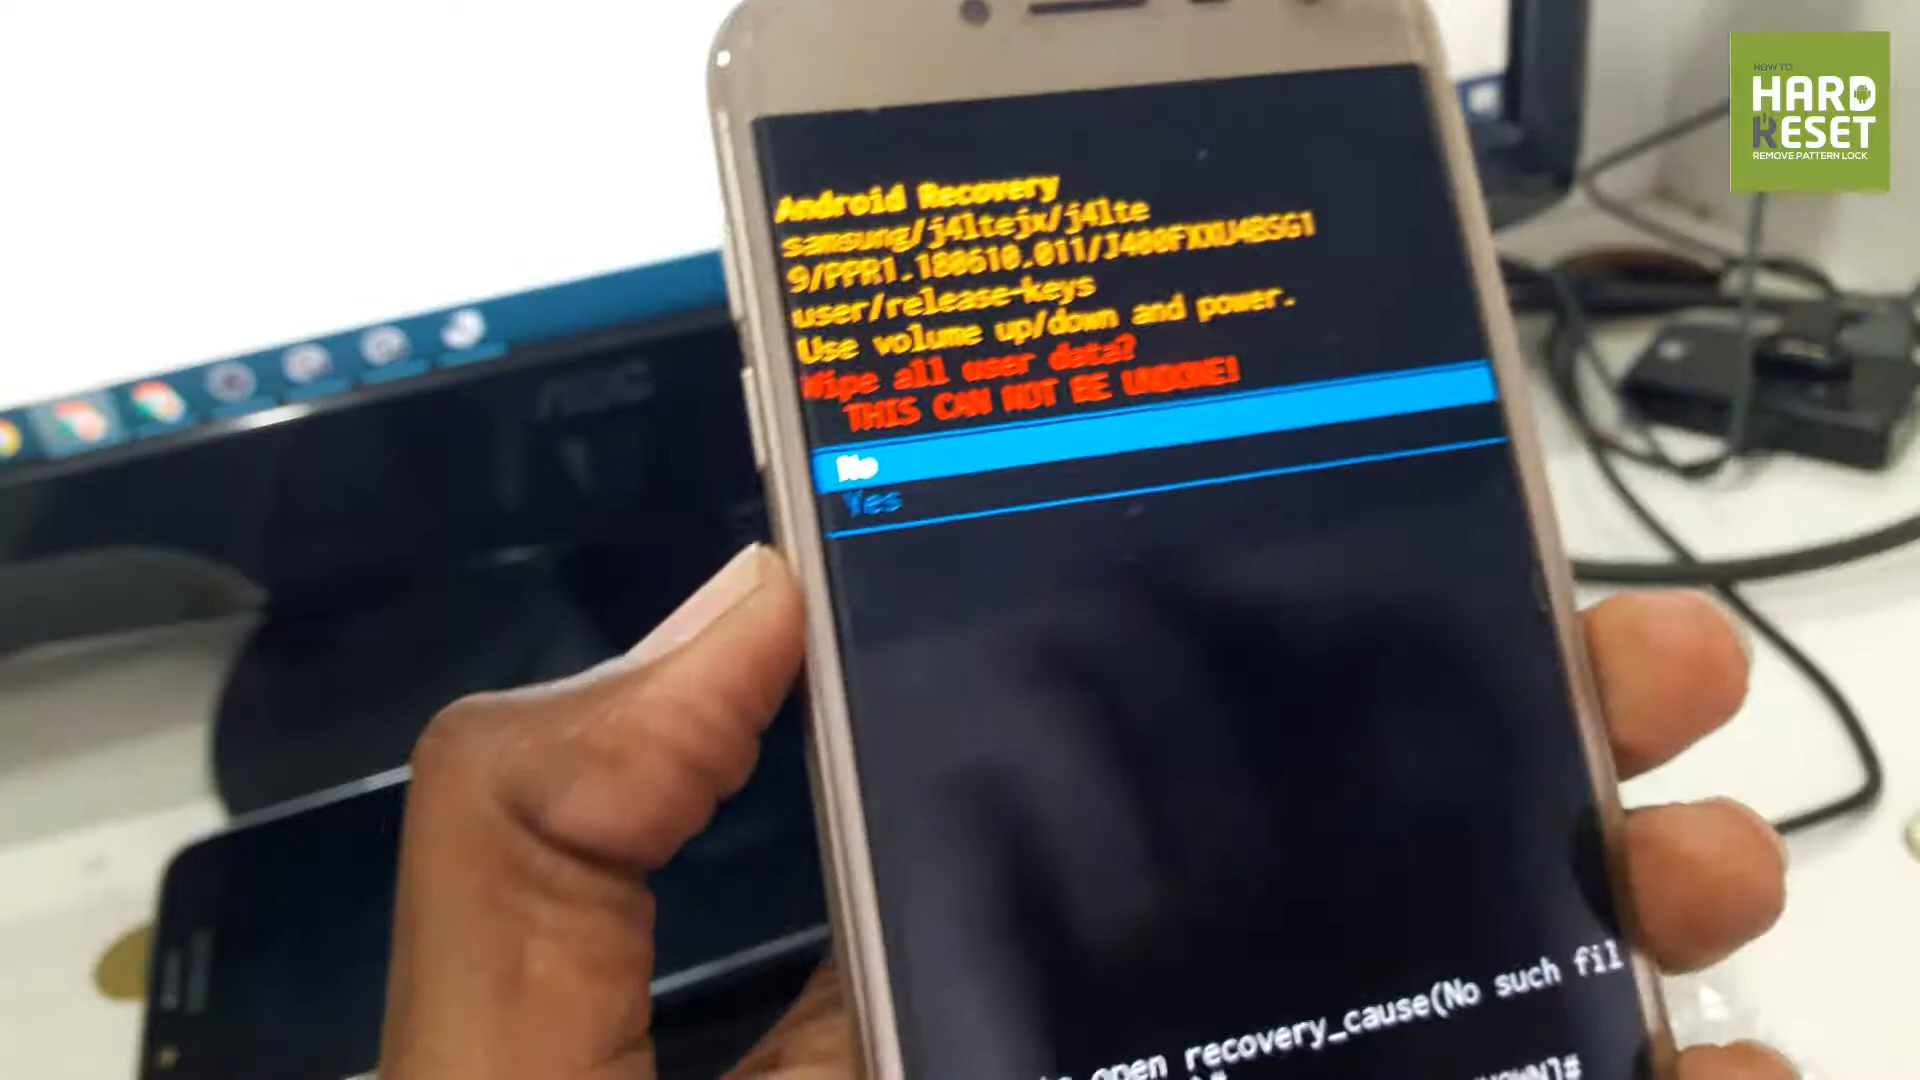 HOW TO
HARD
RESET
REMOVE PATTERN LOCK
Android Recovery
samsung/j4ltejx/j4lte
9/PPR1.180610.011/J400FXXU4BSG1
user/release-keys
Use volume up/down and power.
Wipe all user data?
THIS CAN NOT BE UNDONE!
No
Yes
open recovery_cause(No such fil